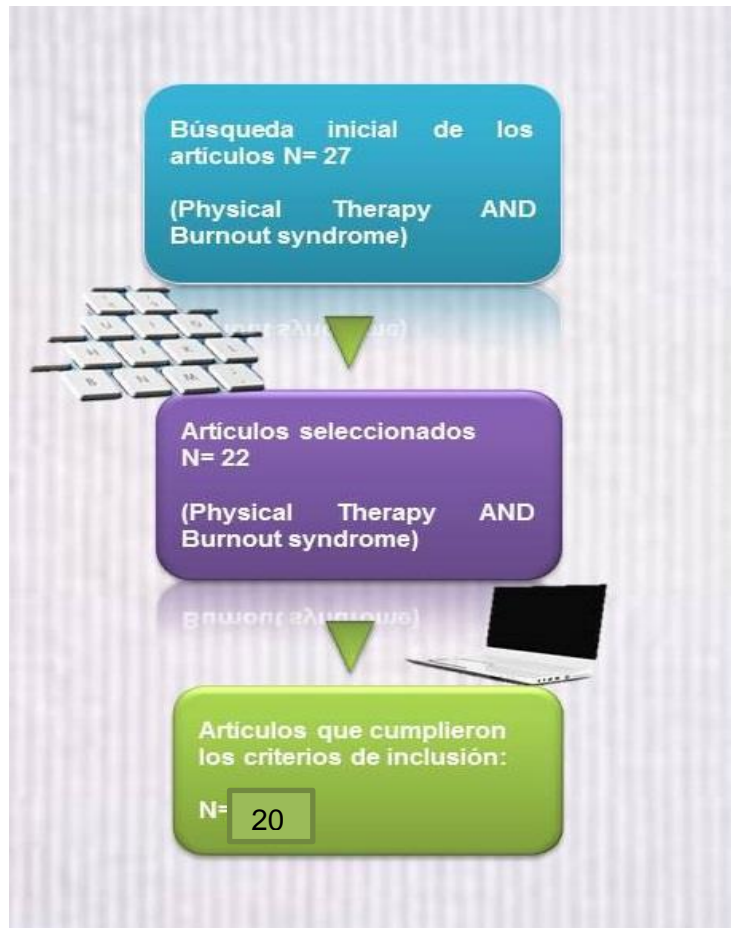 Búsqueda inicial de los
artículos N= 27
(Physical Therapy AND
Burnout syndrome)
Artículos seleccionados
N= 22
(Physical Therapy AND
Burnout syndrome)
Artículos que cumplieron
los criterios de inclusión:
N= 20